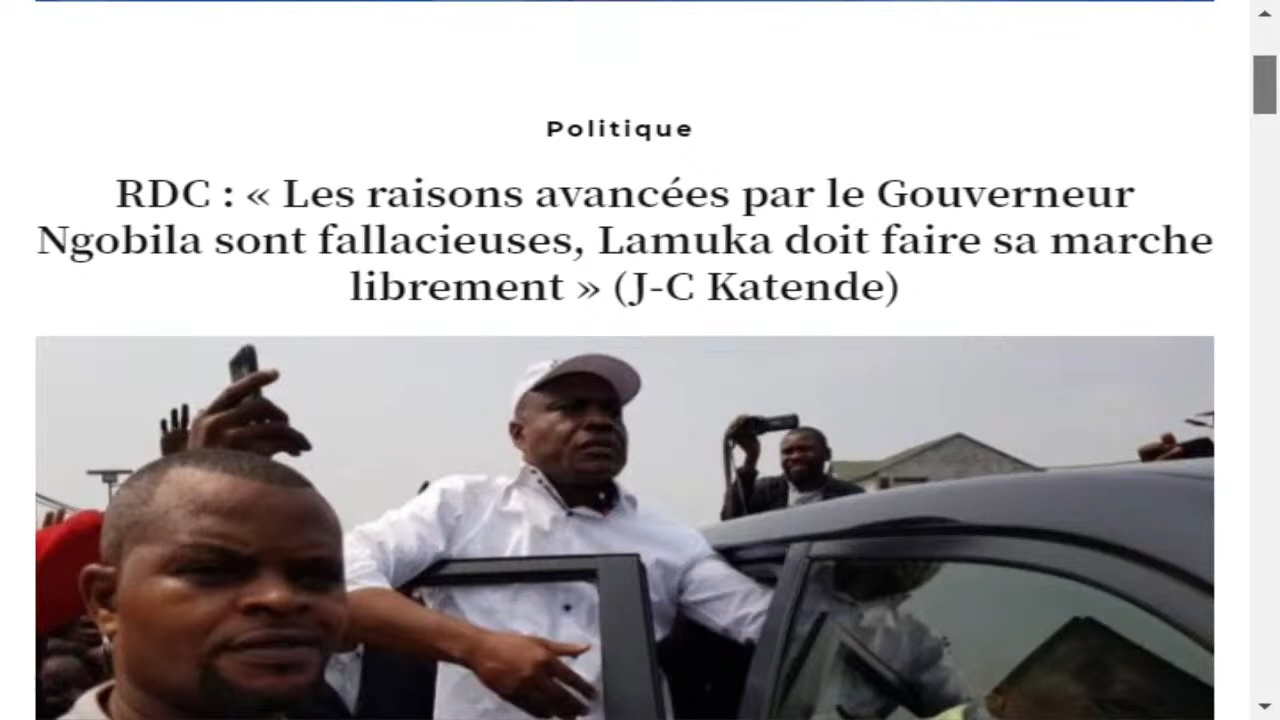 Politique
RDC : « Les raisons avancées par le Gouverneur
Ngobila sont fallacieuses, Lamuka doit faire sa marche
librement » (J-C Katende)